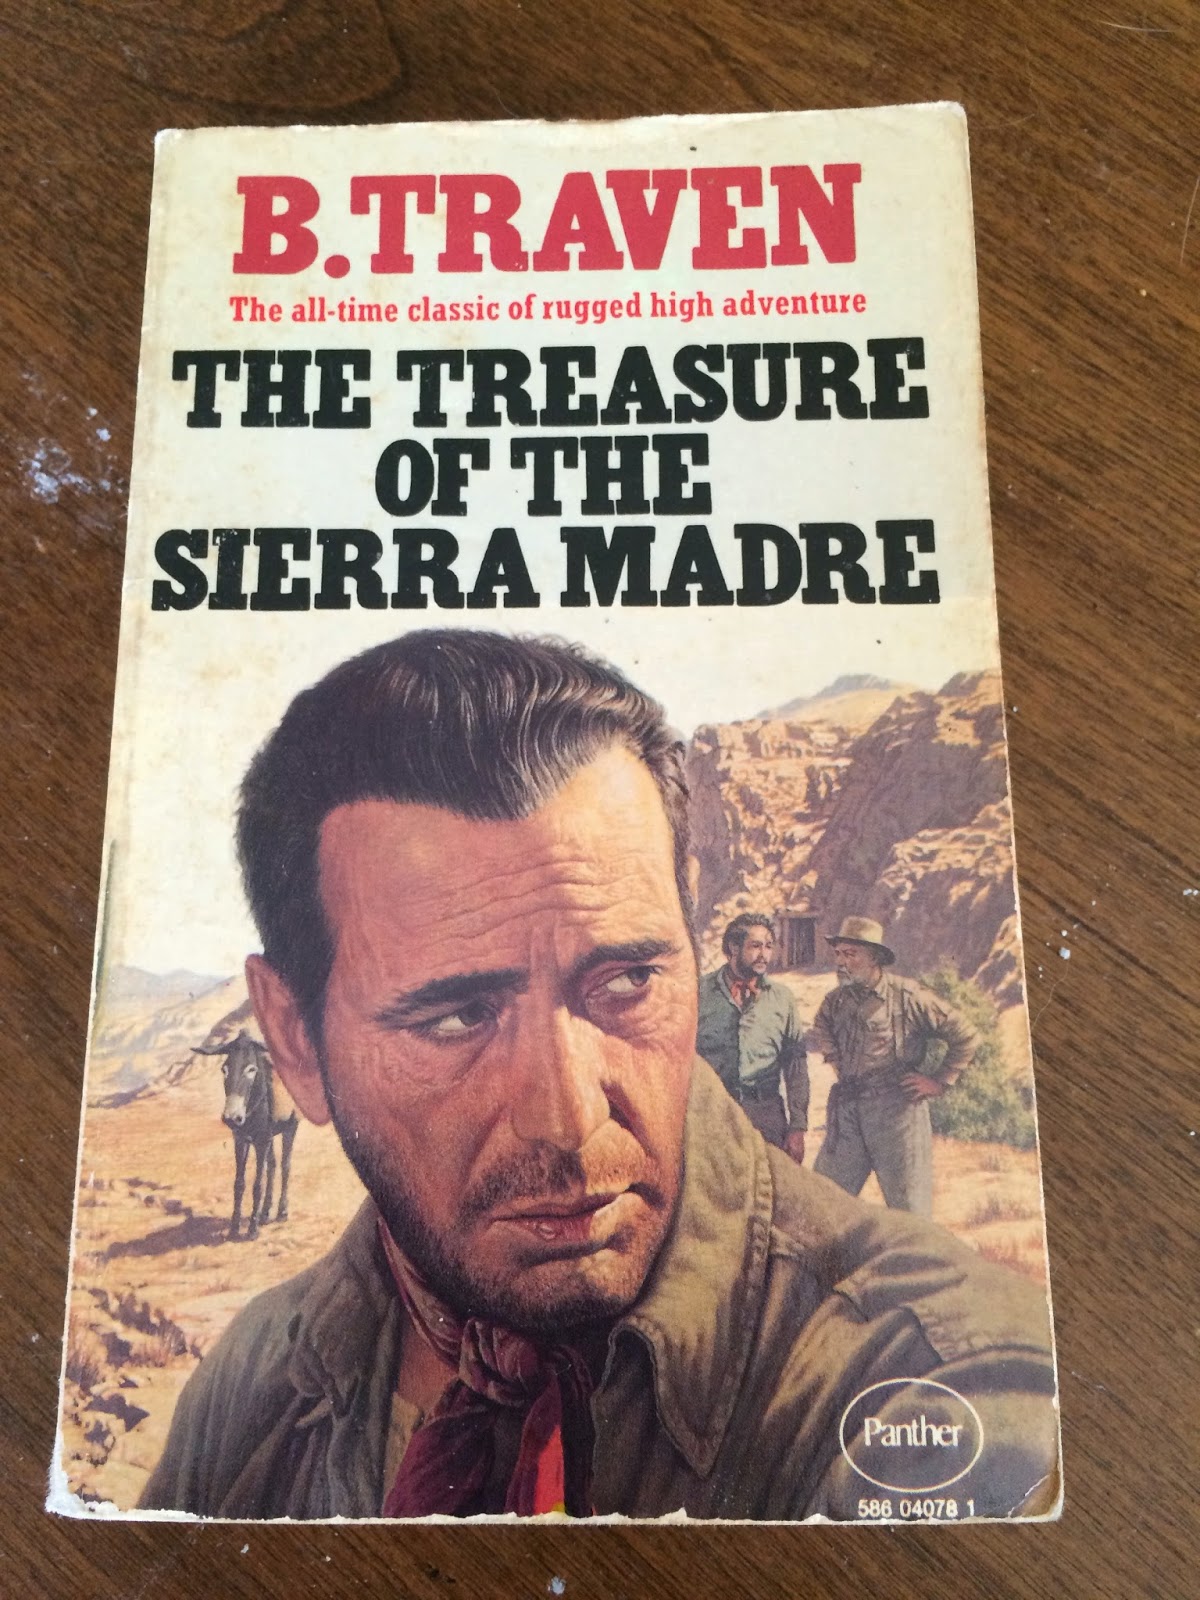 B. TRAVEN
The all-time classic of rugged high adventure
THE TREASURE
OF THE
SIERRA MADRE
Panther
586 04078 1